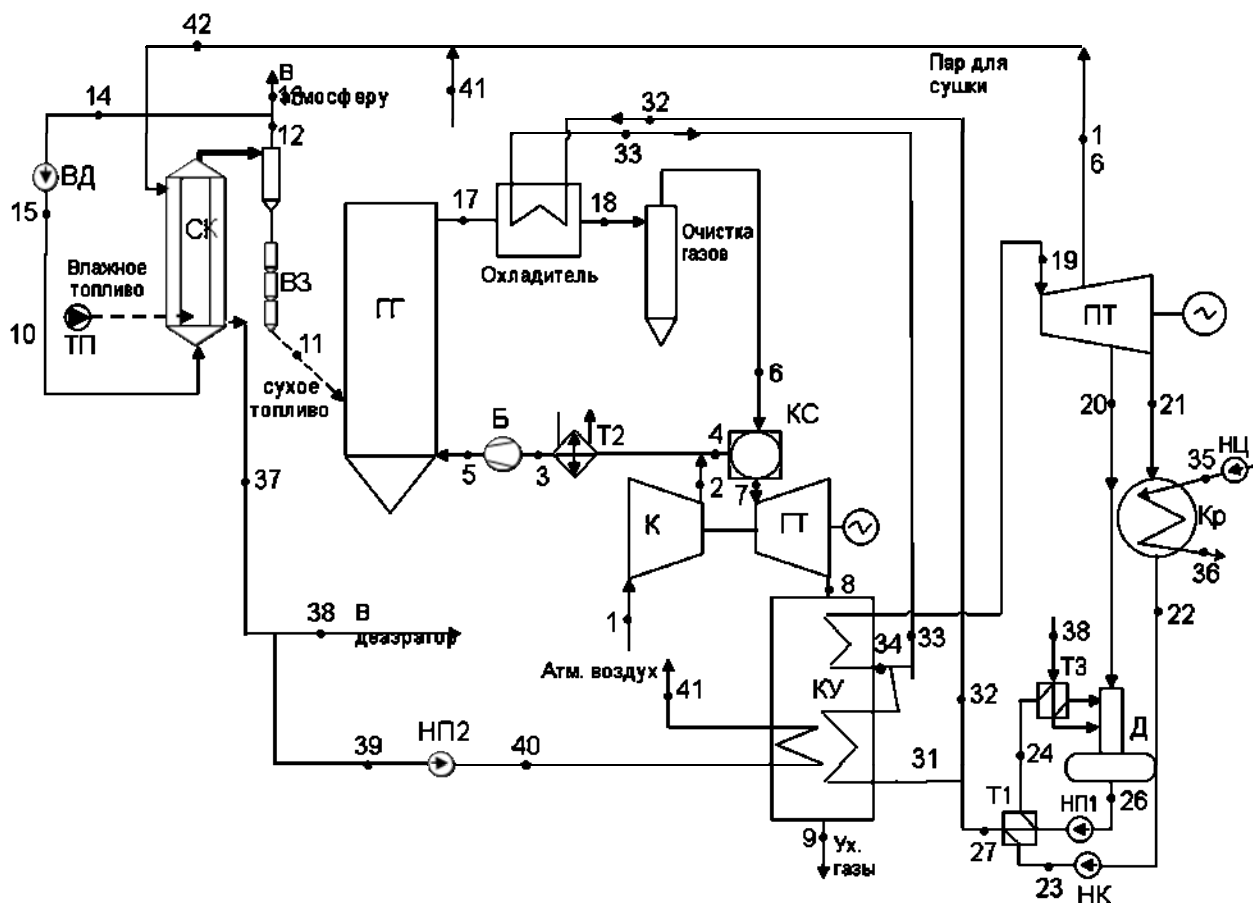 42
В
13
атмосферу
14
12
41
32
33
Пар для
сушки
1
6
ВД
15
СК
17
18
19
Очистка
газов
Охладитель
Влажное
топливо
10
ТП
ВЗ
ГГ
ПТ
11
сухое
топливо
6
КС
20
21
Б
Т2
4
5
3
2
7
35
НЦ
Кр
36
37
К
ГТ
8
1
22
38
В
деаэратор
34
33
38
Т3
Атм. воздух
41
КУ
32
Д
НП2
39
40
31
24
26
Т1
НП1
27
9
Ух.
газы
23
НК